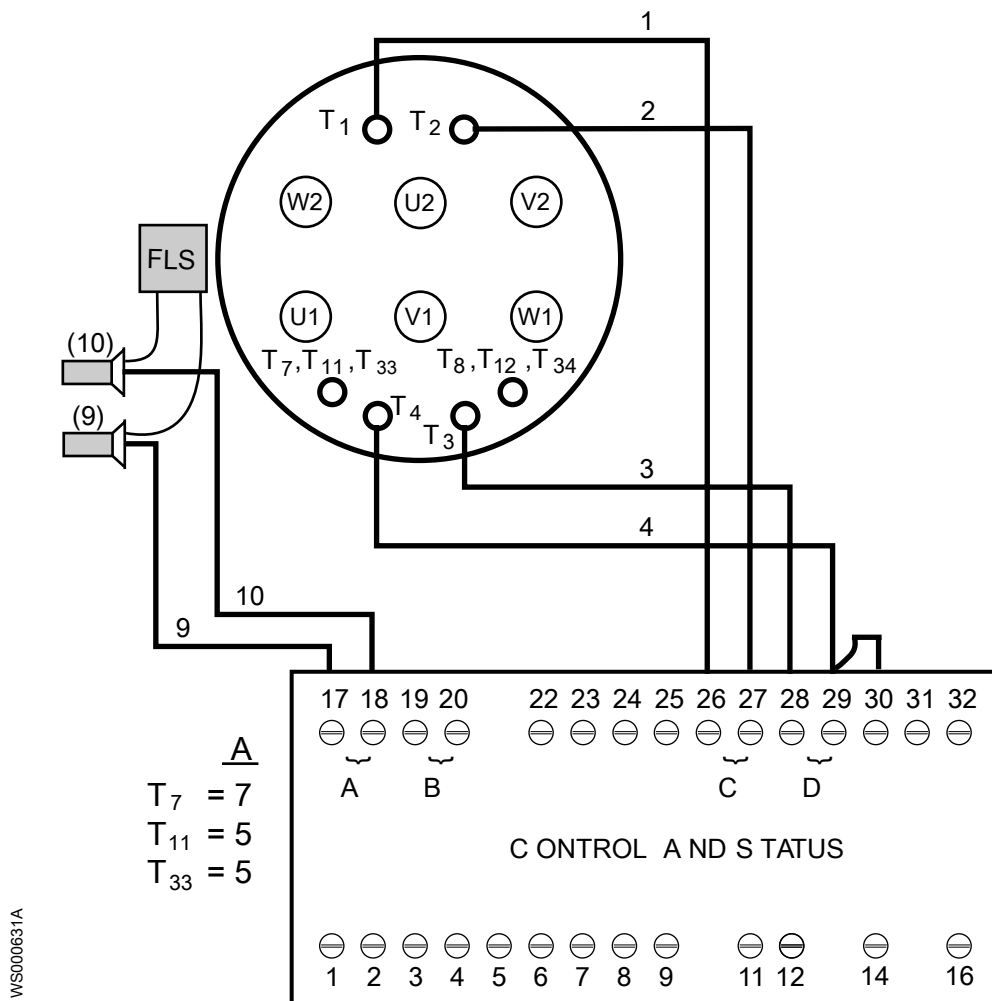 1
T1 T2 2
W2 U2 V2
FLS
U1 V1 W1
(10)
T7,T11,T33 T8,T12,T34
(9)
T4
T3
3
4
10
9
17 18 19 20 22 23 24 25 26 27 28 29 30 31 32
A B C D
A
T7 = 7
T11 = 5
T33 = 5
C ONTROL A ND S TATUS
1 2 3 4 5 6 7 8 9 11 12 14 16
WS000631A